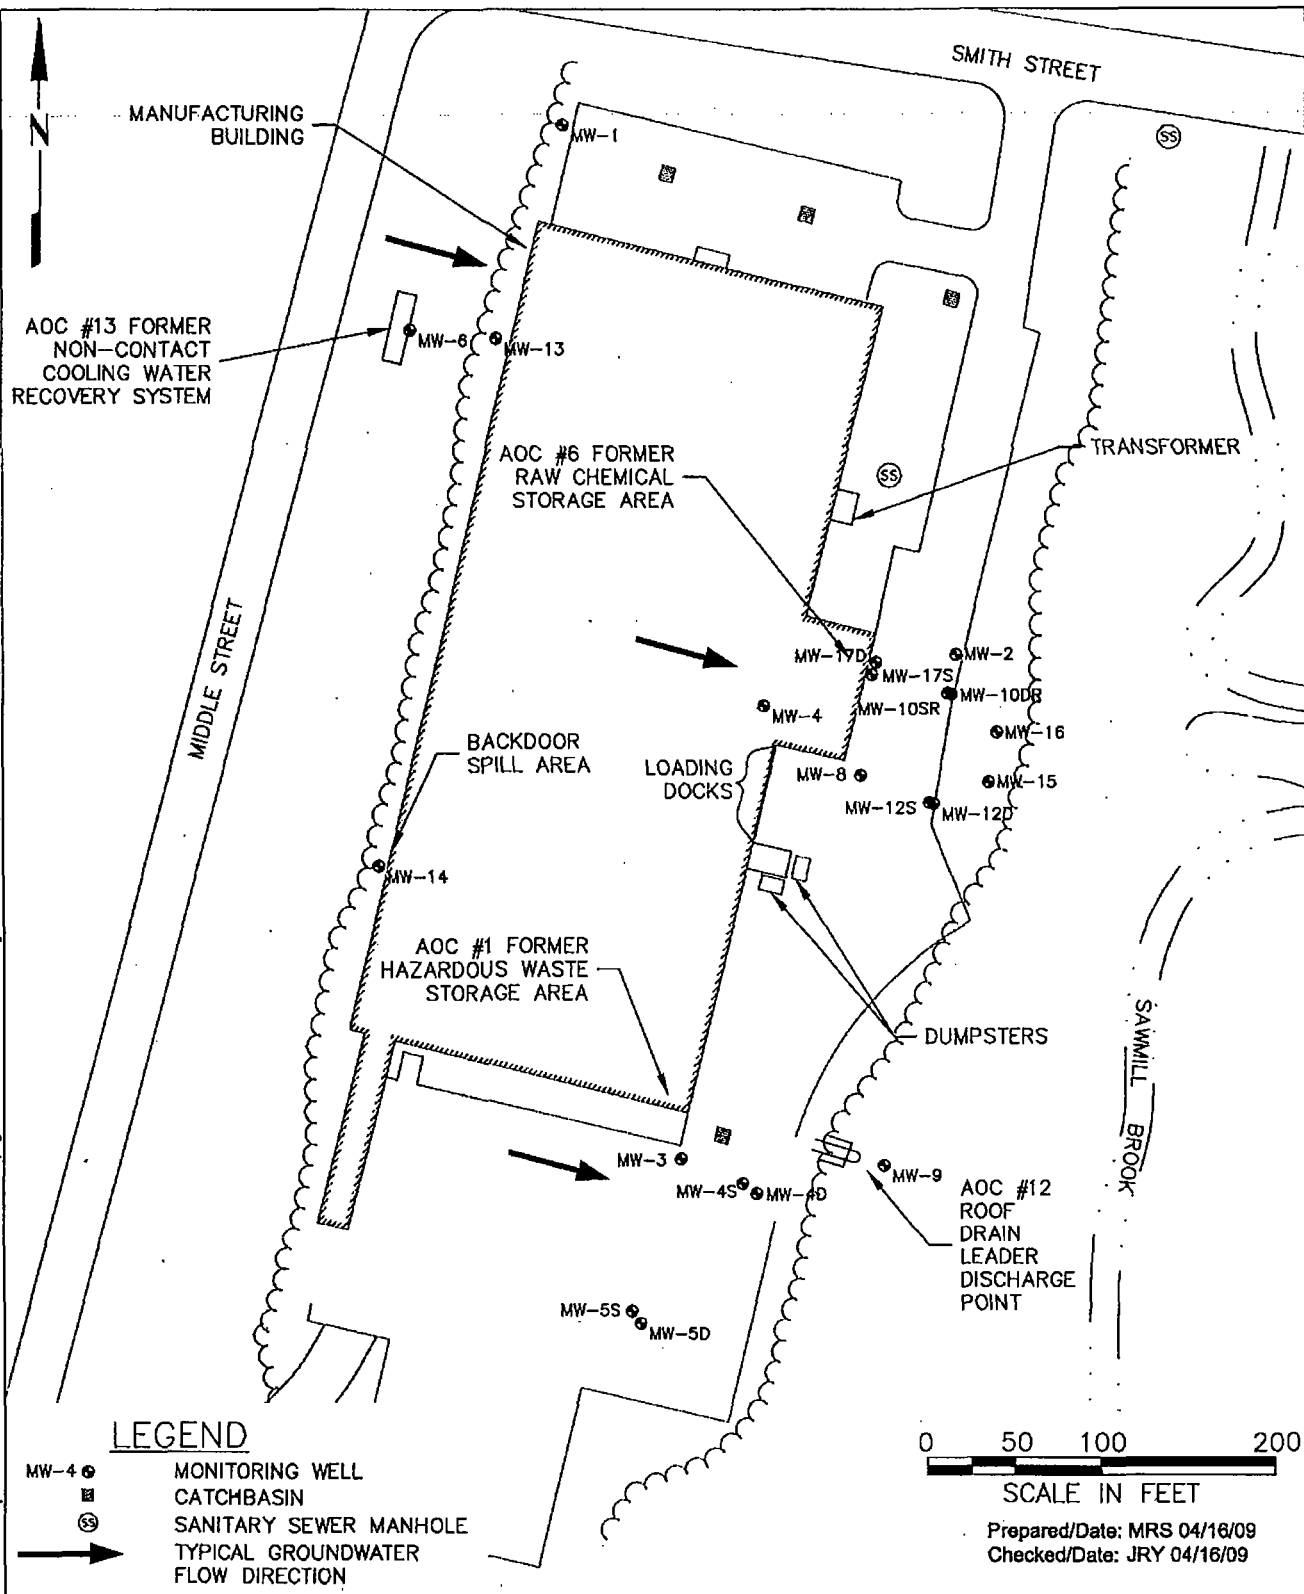 SMITH STREET
MANUFACTURING
BUILDING
N
MW-1
SS
AOC #13 FORMER
NON-CONTACT
COOLING WATER
RECOVERY SYSTEM
MW-6
MW-13
AOC #6 FORMER
RAW CHEMICAL
STORAGE AREA
SS
TRANSFORMER
MIDDLE STREET
MW-17D
MW-17S
MW-2
MW-10SR
MW-10DR
MW-4
MW-16
BACKDOOR
SPILL AREA
LOADING
DOCKS
MW-8
MW-15
MW-12S
MW-12D
MW-14
AOC #1 FORMER
HAZARDOUS WASTE
STORAGE AREA
DUMPSTERS
SAWMILL BROOK
MW-3
MW-4S
MW-4D
MW-9
AOC #12
ROOF
DRAIN
LEADER
DISCHARGE
POINT
MW-5S
MW-5D
LEGEND
MW-4 MONITORING WELL
CATCHBASIN
SS SANITARY SEWER MANHOLE
TYPICAL GROUNDWATER
FLOW DIRECTION
0 50 100 200
SCALE IN FEET
Prepared/Date: MRS 04/16/09
Checked/Date: JRY 04/16/09